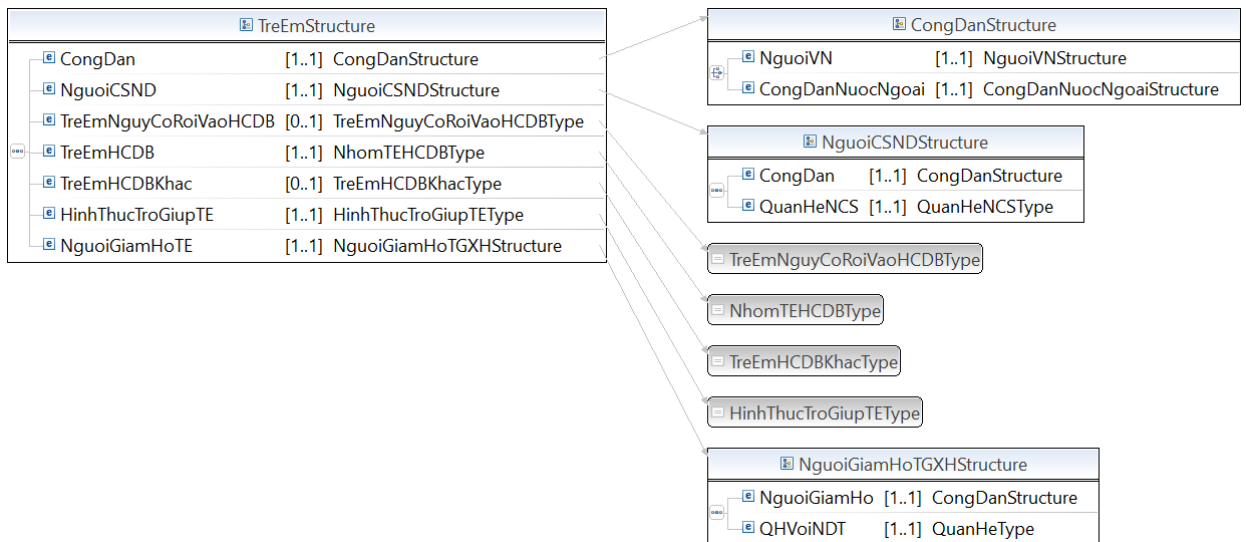 TreEmStructure
CongDan [1..1] CongDanStructure
NguoiCSND [1..1] NguoiCSNDStructure
TreEmNguyCoRoiVaoHCDB [0..1] TreEmNguyCoRoiVaoHCDBType
TreEmHCDB [1..1] NhomTEHCDBType
TreEmHCDBKhac [0..1] TreEmHCDBKhacType
HinhThucTroGiupTE [1..1] HinhThucTroGiupTEType
NguoiGiamHoTE [1..1] NguoiGiamHoTGXHStructure
CongDanStructure
NguoiVN [1..1] NguoiVNStructure
CongDanNuocNgoai [1..1] CongDanNuocNgoaiStructure
NguoiCSNDStructure
CongDan [1..1] CongDanStructure
QuanHeNCS [1..1] QuanHeNCSType
TreEmNguyCoRoiVaoHCDBType
NhomTEHCDBType
TreEmHCDBKhacType
HinhThucTroGiupTEType
NguoiGiamHoTGXHStructure
NguoiGiamHo [1..1] CongDanStructure
QHVoiNDT [1..1] QuanHeType